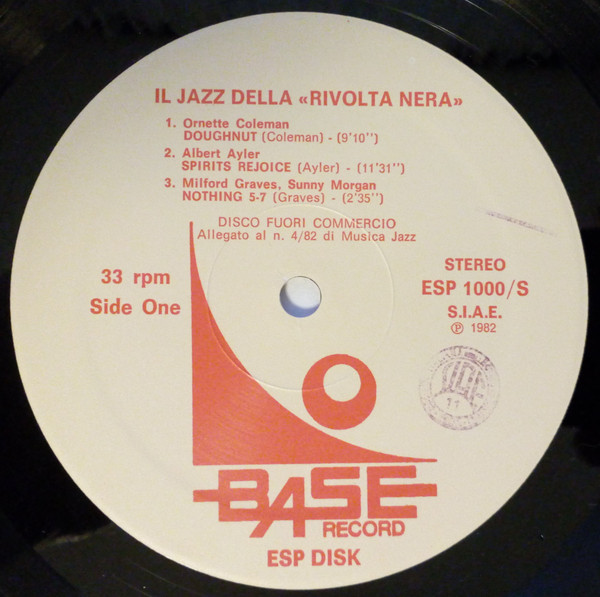 IL JAZZ DELLA «RIVOLTA NERA»
1. Ornette Coleman
DOUGHNUT (Coleman) - (9'10'')
2. Albert Ayler
SPIRITS REJOICE (Ayler) - (11'31'')
3. Milford Graves, Sunny Morgan
NOTHING 5-7 (Graves) - (2'35'')
DISCO FUORI COMMERCIO
Allegato al n. 4/82 di Musica Jazz
33 rpm
Side One
STEREO
ESP 1000/S
S.I.A.E.
Ⓟ 1982
11
BASE
RECORD
ESP DISK